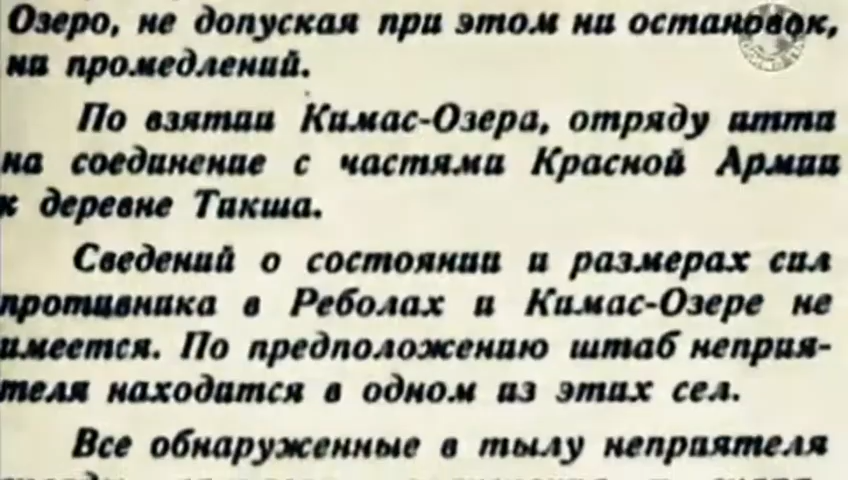 Озеро, не допуская при этом ни остановок,
ни промедлений.
По взятии Кимас-Озера, отряду итти
на соединение с частями Красной Армии
к деревне Тикша.
Сведений о состоянии и размерах сил
противника в Реболах и Кимас-Озере не
имеется. По предположению штаб неприя-
теля находится в одном из этих сел.
Все обнаруженные в тылу неприятеля